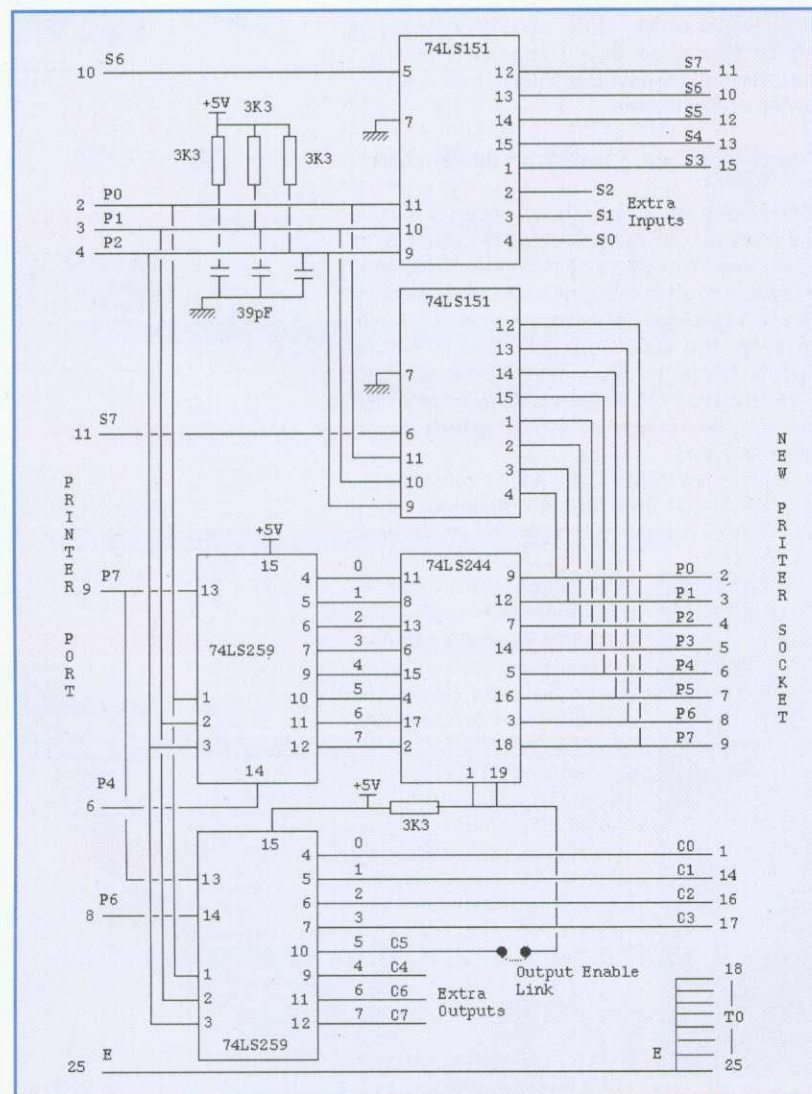 74LS151
10 S6 5 12 S7 11
13 S6 10
+5V 3K3 7 14 S5 12
15 S4 13
3K3 3K3 1 S3 15
2 S2 Extra
2 P0 11 3 S1 Inputs
3 P1 10 4 S0
4 P2 9
74LS151
39pF 12
13
7 14
15
11 S7 6 1
11 2
10 3
9 4
PRINTER PORT
NEW PRINTER SOCKET
+5V
15 74LS244
9 P7 13 4 0 11 9 P0 2
5 1 8 12 P1 3
6 2 13 7 P2 4
74LS259 7 3 6 14 P3 5
9 4 15 5 P4 6
1 10 5 4 16 P5 7
2 11 6 17 3 P6 8
3 12 7 2 18 P7 9
14 1 19
6 P4 +5V
3K3
15 4 0 C0 1
13 5 1 C1 14
8 P6 14 6 2 C2 16
7 3 C3 17
10 5 C5
1 9 4 C4 Output Enable
2 11 6 C6 Extra Link
3 12 7 C7 Outputs
74LS259
18
TO
25 E E 25